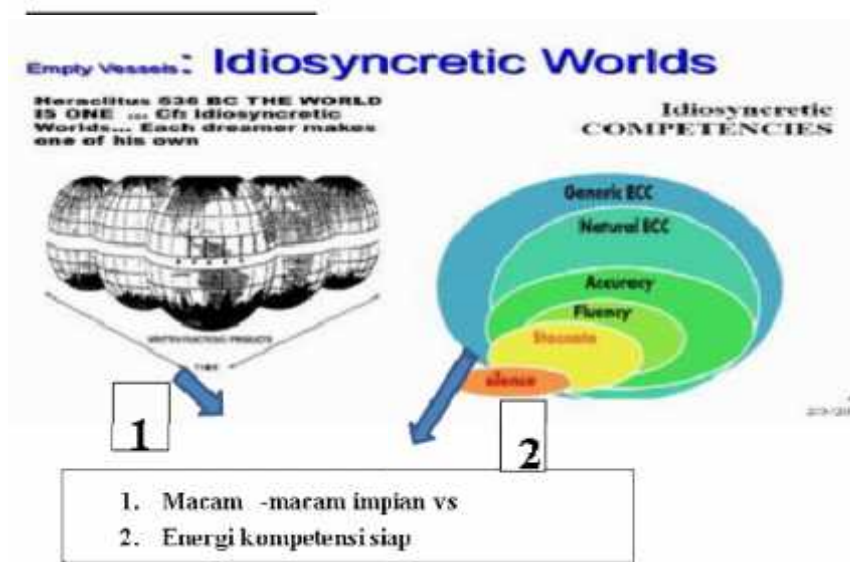 Empty Vessels: Idiosyncretic Worlds
Heraclitus 536 BC THE WORLD
IS ONE ... Cf: Idiosyncretic
Worlds... Each dreamer makes
one of his own
Idiosyncretic
COMPETENCIES
Generic ECC
Natural ECC
Accuracy
Fluency
Staccato
silence
TIME
1
2
1. Macam -macam impian vs
2. Energi kompetensi siap